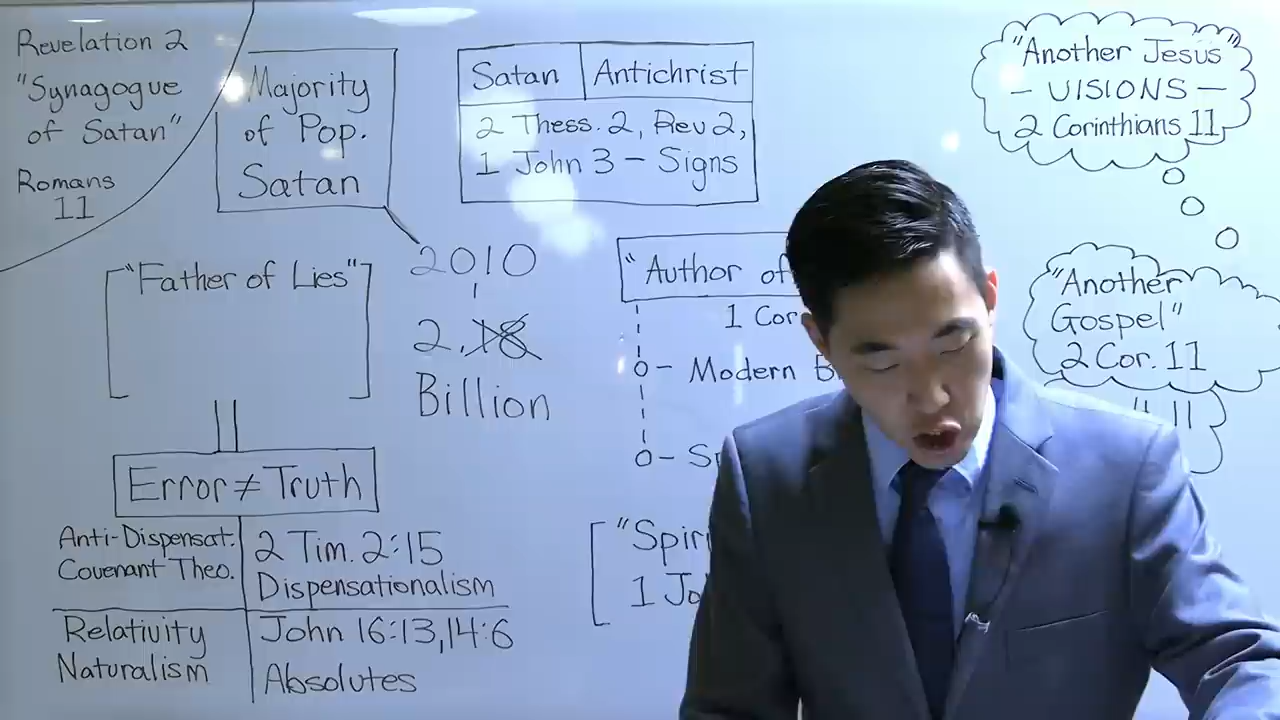 Revelation 2
"Synagogue
of Satan"
Romans
11
Majority
of Pop.
Satan
Satan
Antichrist
2 Thess. 2, Rev 2,
1 John 3 – Signs
"Another Jesus"
– VISIONS –
2 Corinthians 11
"Father of Lies"
2010
2.18
Billion
"Author of
1 Cor
Modern
"Another
Gospel"
2 Cor. 11
11
Error ≠ Truth
Anti-Dispensat.
Covenant Theo.
2 Tim. 2:15
Dispensationalism
Relativity
Naturalism
John 16:13,14:6
Absolutes
"Spiri
1 Jo